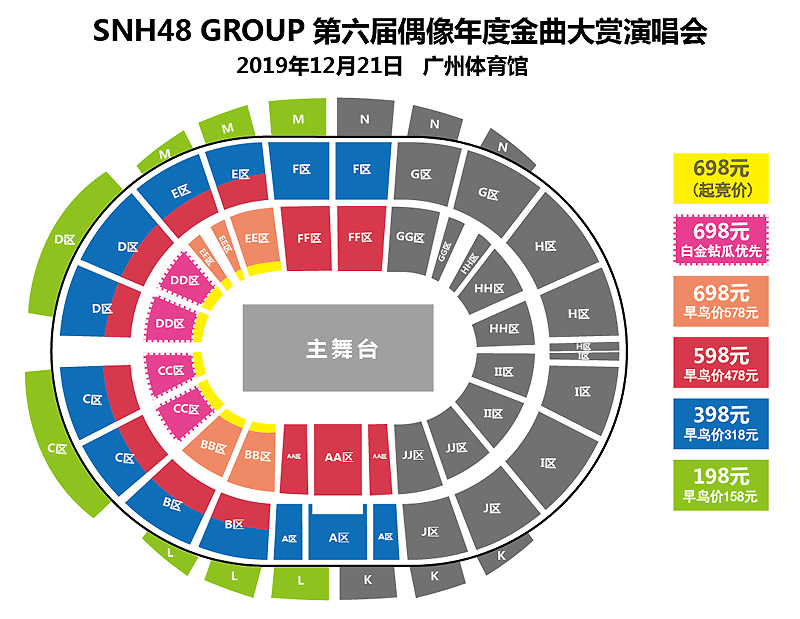 SNH48 GROUP 第六届偶像年度金曲大赏演唱会
2019年12月21日 广州体育馆
M
N
M
N
M
N
E区
F区
F区
G区
E区
G区
D区
D区
H区
D区
H区
H区
I区
EE区
EE区
EE区
FF区
FF区
GG区
GG区
HH区
DD区
HH区
DD区
HH区
主舞台
CC区
II区
CC区
II区
C区
C区
C区
I区
I区
BB区
BB区
AA区
AA区
AA区
JJ区
JJ区
B区
B区
A区
A区
A区
J区
J区
L
L
L
K
K
K
698元
(起竞价)
698元
白金钻瓜优先
698元
早鸟价578元
598元
早鸟价478元
398元
早鸟价318元
198元
早鸟价158元